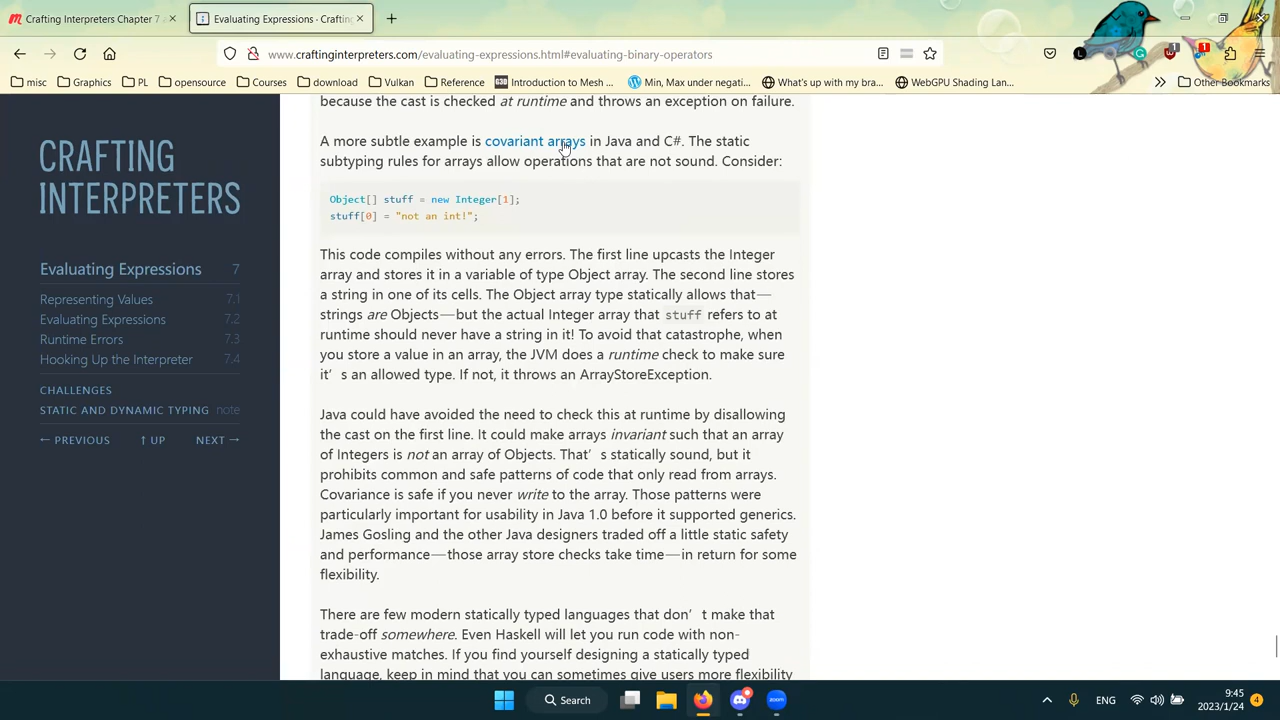 Crafting Interpreters Chapter 7
Evaluating Expressions · Crafting
www.craftinginterpreters.com/evaluating-expressions.html#evaluating-binary-operators
misc
Graphics
PL
opensource
Courses
download
Vulkan
Reference
Introduction to Mesh ...
Min, Max under negati...
What's up with my bra...
WebGPU Shading Lan...
Other Bookmarks
CRAFTING
INTERPRETERS
Evaluating Expressions 7
Representing Values 7.1
Evaluating Expressions 7.2
Runtime Errors 7.3
Hooking Up the Interpreter 7.4
CHALLENGES
STATIC AND DYNAMIC TYPING note
← PREVIOUS ↑ UP NEXT →
because the cast is checked at runtime and throws an exception on failure.
A more subtle example is covariant arrays in Java and C#. The static
subtyping rules for arrays allow operations that are not sound. Consider:
Object[] stuff = new Integer[1];
stuff[0] = "not an int!";
This code compiles without any errors. The first line upcasts the Integer
array and stores it in a variable of type Object array. The second line stores
a string in one of its cells. The Object array type statically allows that—
strings are Objects—but the actual Integer array that stuff refers to at
runtime should never have a string in it! To avoid that catastrophe, when
you store a value in an array, the JVM does a runtime check to make sure
it’s an allowed type. If not, it throws an ArrayStoreException.
Java could have avoided the need to check this at runtime by disallowing
the cast on the first line. It could make arrays invariant such that an array
of Integers is not an array of Objects. That’s statically sound, but it
prohibits common and safe patterns of code that only read from arrays.
Covariance is safe if you never write to the array. Those patterns were
particularly important for usability in Java 1.0 before it supported generics.
James Gosling and the other Java designers traded off a little static safety
and performance—those array store checks take time—in return for some
flexibility.
There are few modern statically typed languages that don’t make that
trade-off somewhere. Even Haskell will let you run code with non-
exhaustive matches. If you find yourself designing a statically typed
language, keep in mind that you can sometimes give users more flexibility
Search
ENG
9:45
2023/1/24
4